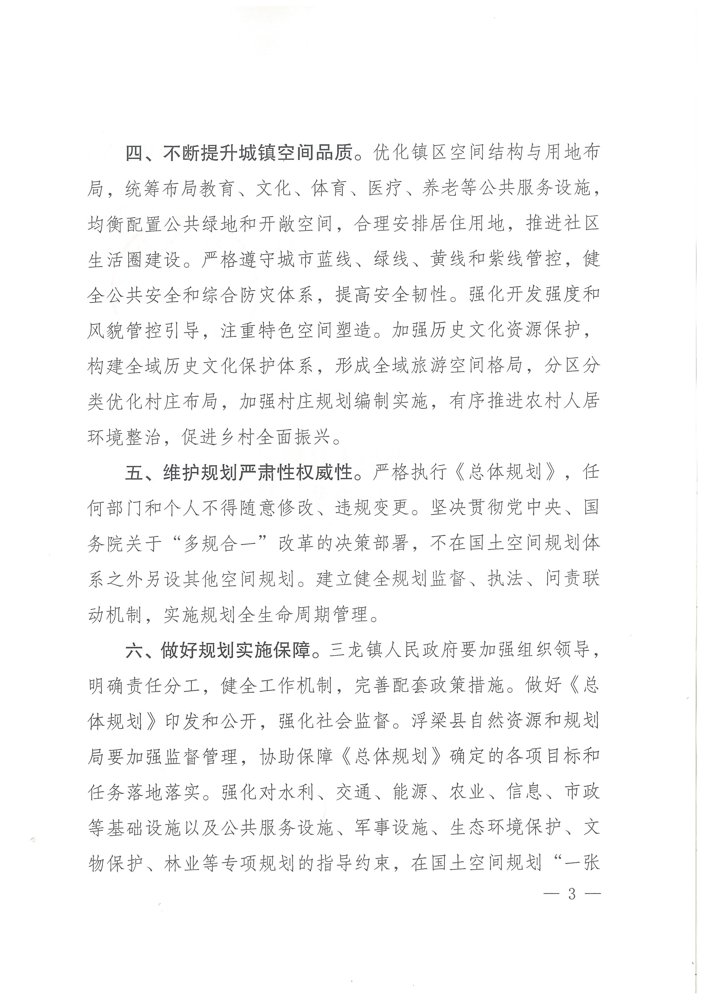 四、不断提升城镇空间品质。优化镇区空间结构与用地布
局，统筹布局教育、文化、体育、医疗、养老等公共服务设施，
均衡配置公共绿地和开敞空间，合理安排居住用地，推进社区
生活圈建设。严格遵守城市蓝线、绿线、黄线和紫线管控，健
全公共安全和综合防灾体系，提高安全韧性。强化开发强度和
风貌管控引导，注重特色空间塑造。加强历史文化资源保护，
构建全域历史文化保护体系，形成全域旅游空间格局，分区分
类优化村庄布局，加强村庄规划编制实施，有序推进农村人居
环境整治，促进乡村全面振兴。
五、维护规划严肃性权威性。严格执行《总体规划》，任
何部门和个人不得随意修改、违规变更。坚决贯彻党中央、国
务院关于“多规合一”改革的决策部署，不在国土空间规划体
系之外另设其他空间规划。建立健全规划监督、执法、问责联
动机制，实施规划全生命周期管理。
六、做好规划实施保障。三龙镇人民政府要加强组织领导，
明确责任分工，健全工作机制，完善配套政策措施。做好《总
体规划》印发和公开，强化社会监督。浮梁县自然资源和规划
局要加强监督管理，协助保障《总体规划》确定的各项目标和
任务落地落实。强化对水利、交通、能源、农业、信息、市政
等基础设施以及公共服务设施、军事设施、生态环境保护、文
物保护、林业等专项规划的指导约束，在国土空间规划“一张
— 3 —